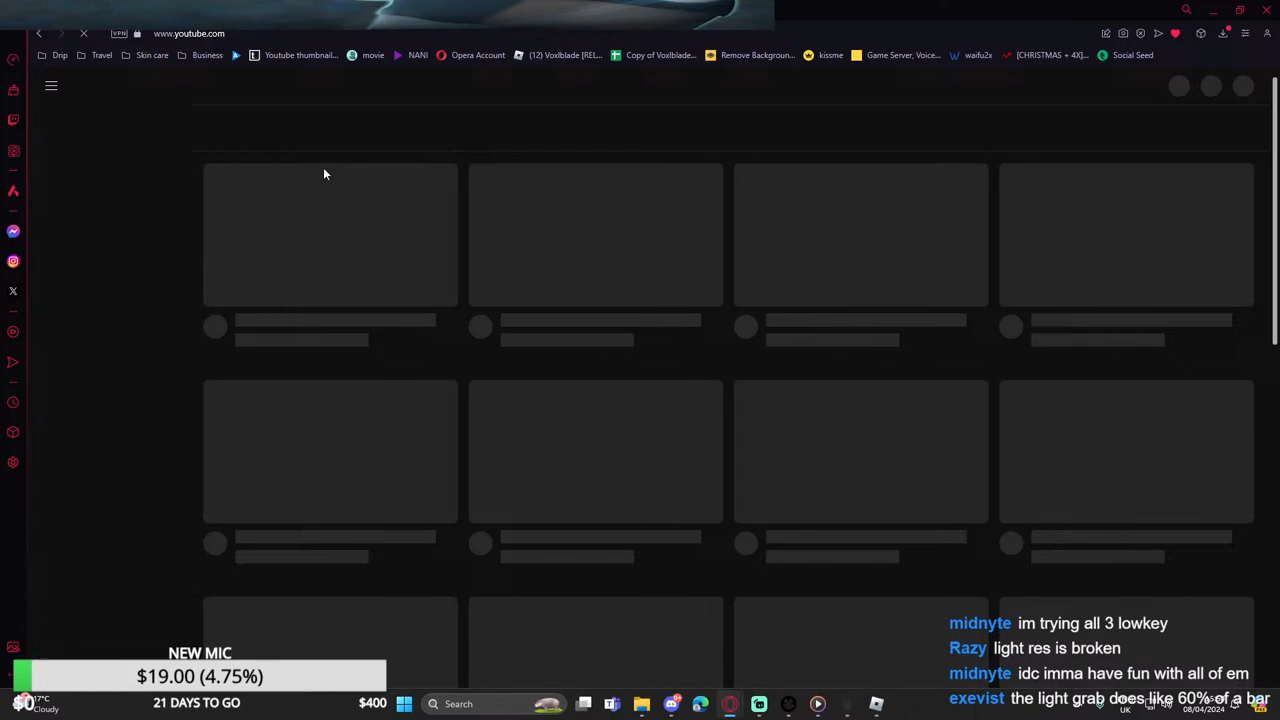 VPN www.youtube.com
Drip Travel Skin care Business Youtube thumbnail... movie NANI Opera Account (12) Voxlblade [REL... Copy of Voxlblade... Remove Background... kissme Game Server, Voice... waifu2x [CHRISTMAS + 4X]... Social Seed
midnyte im trying all 3 lowkey
Razy light res is broken
midnyte idc imma have fun with all of em
exevist the light grab does like 60% of a bar
NEW MIC
$19.00 (4.75%)
$0 21 DAYS TO GO $400
7°C
Cloudy
Search
UK
08/04/2024